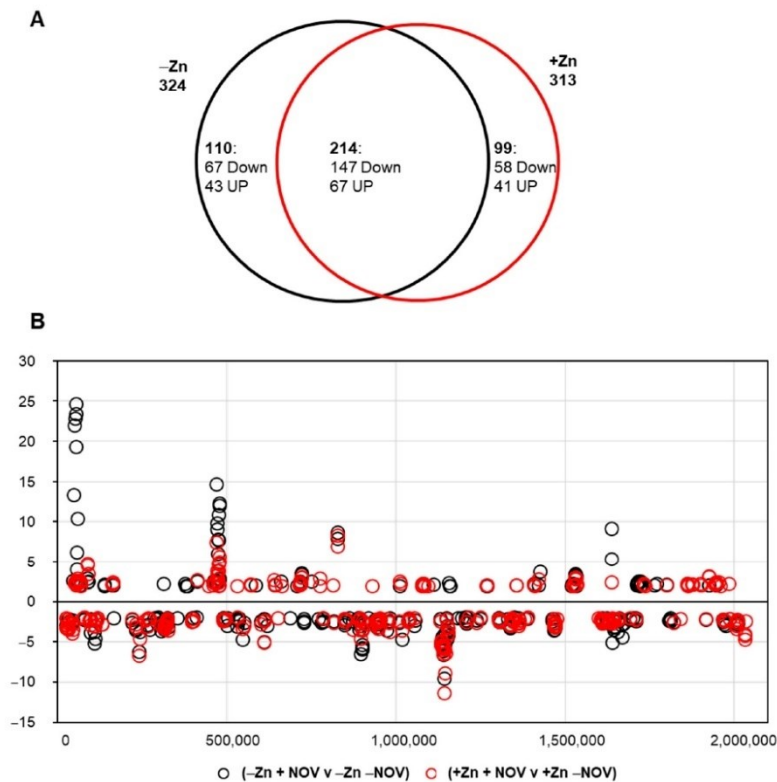 A
–Zn
324
+Zn
313
110:
67 Down
43 UP
214:
147 Down
67 UP
99:
58 Down
41 UP
B
30
25
20
15
10
5
0
–5
–10
–15
0 500,000 1,000,000 1,500,000 2,000,000
(–Zn + NOV v –Zn –NOV) (+Zn + NOV v +Zn –NOV)